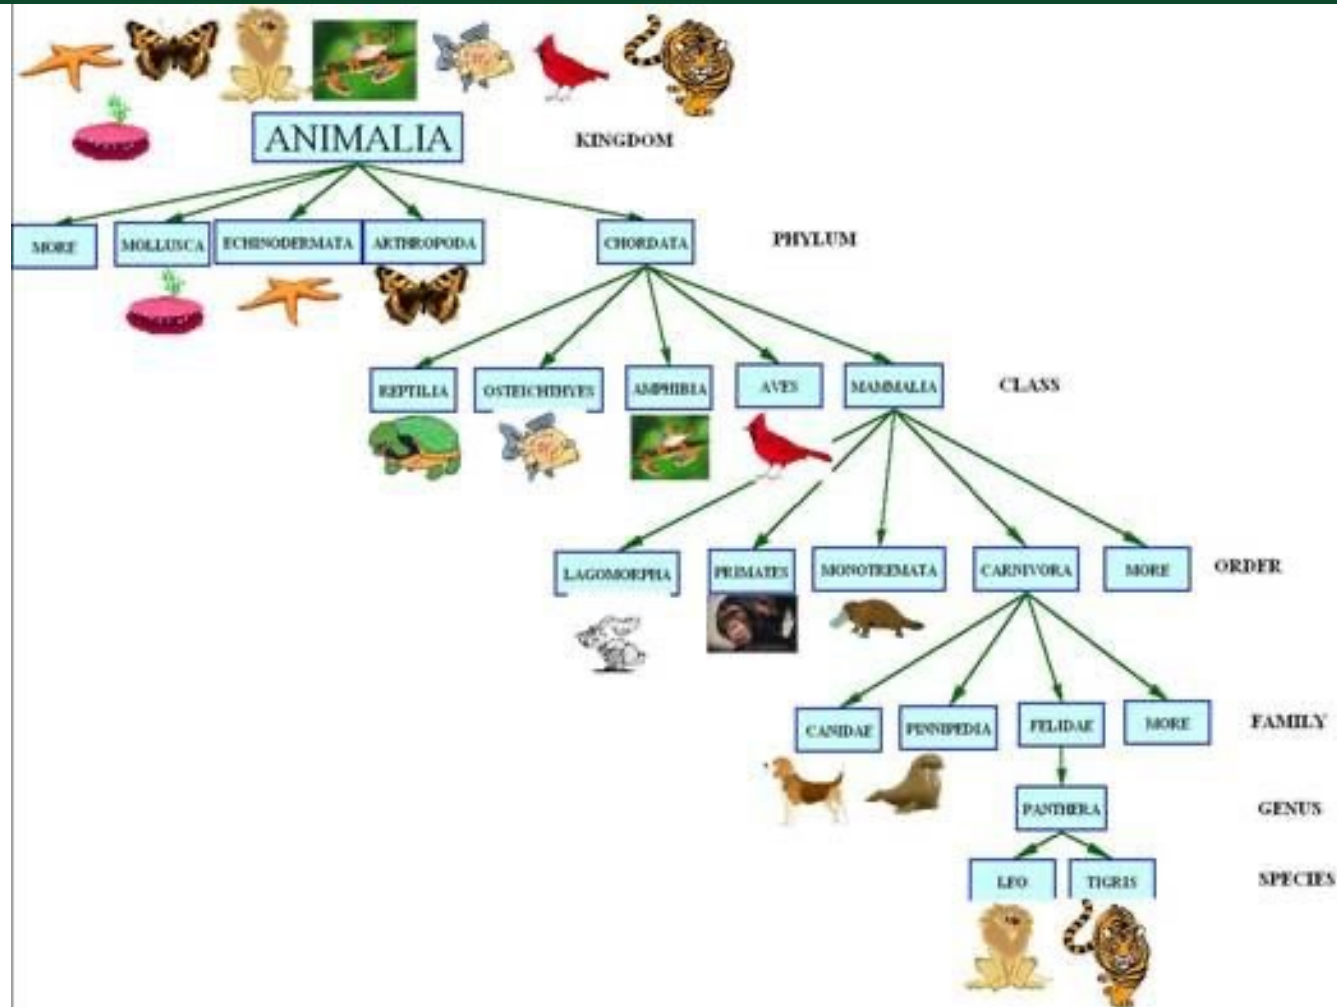 ANIMALIA KINGDOM
MORE MOLLUSCA ECHINODERMATA ARTHROPODA CHORDATA PHYLUM
REPTILIA OSTEICHTHYES AMPHIBIA AVES MAMMALIA CLASS
LAGOMORPHA PRIMATES MONOTREMATA CARNIVORA MORE ORDER
CANIDAE PINNIPEDIA FELIDAE MORE FAMILY
PANTHERA GENUS
LEO TIGRIS SPECIES